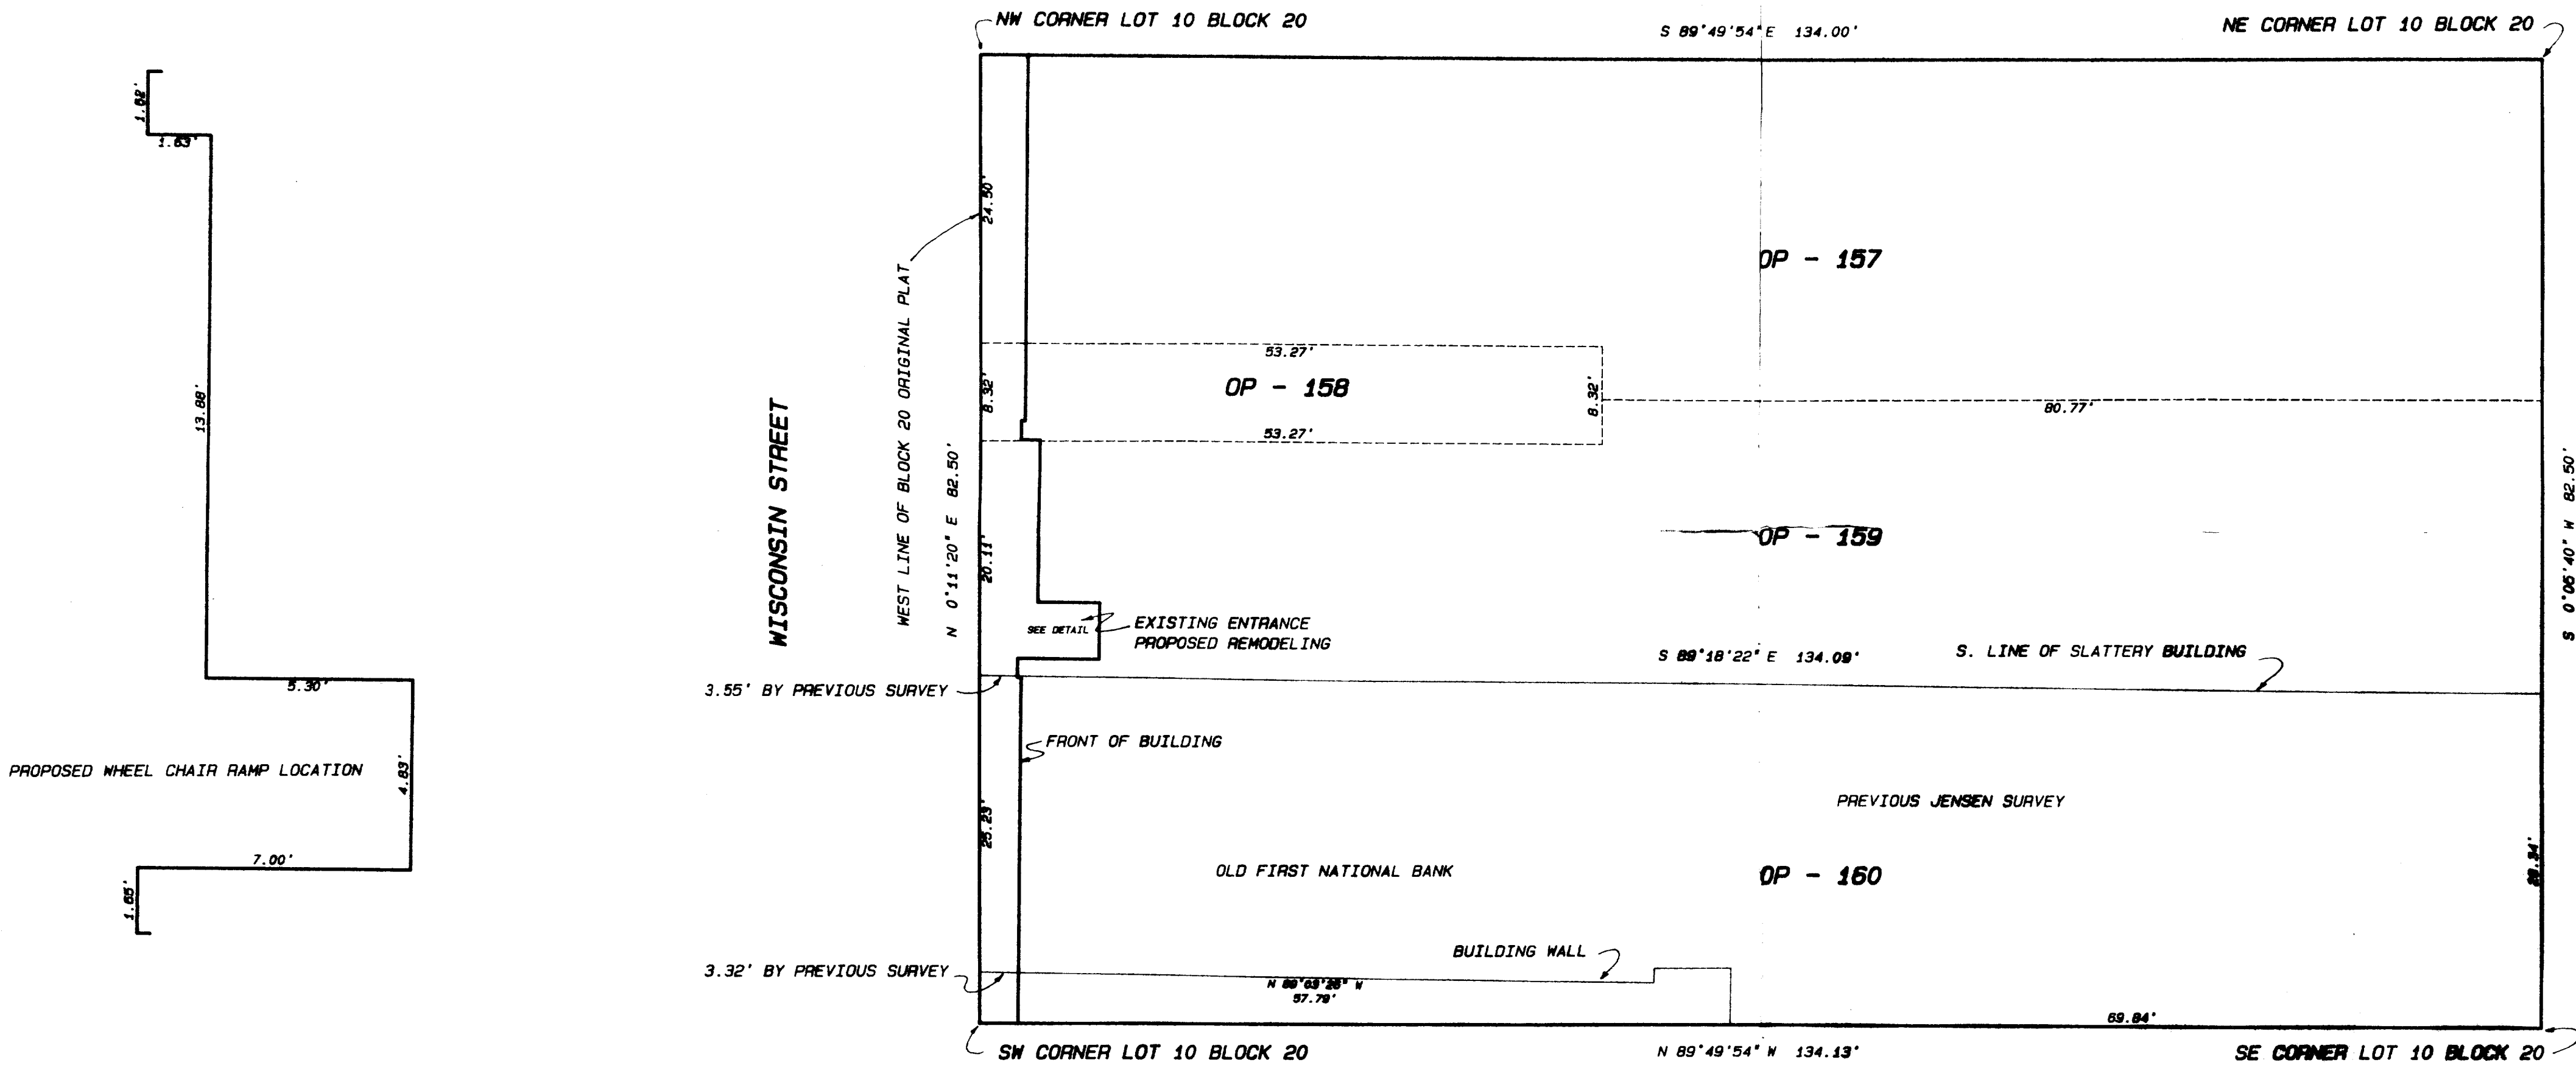 NW CORNER LOT 10 BLOCK 20
S 89°49'54" E 134.00'
NE CORNER LOT 10 BLOCK 20
1.62'
1.63'
13.88'
5.30'
4.83'
PROPOSED WHEEL CHAIR RAMP LOCATION
7.00'
1.65'
WISCONSIN STREET
WEST LINE OF BLOCK 20 ORIGINAL PLAT
N 0°11'20" E 82.50'
24.50'
8.32'
20.11'
25.23'
OP - 157
53.27'
OP - 158
8.32'
53.27'
80.77'
OP - 159
S 0°06'40" W 82.50'
SEE DETAIL
EXISTING ENTRANCE
PROPOSED REMODELING
S 89°18'22" E 134.09'
S. LINE OF SLATTERY BUILDING
3.55' BY PREVIOUS SURVEY
FRONT OF BUILDING
PREVIOUS JENSEN SURVEY
OLD FIRST NATIONAL BANK
OP - 160
BUILDING WALL
3.32' BY PREVIOUS SURVEY
57.79'
69.84'
SW CORNER LOT 10 BLOCK 20
N 89°49'54" W 134.13'
SE CORNER LOT 10 BLOCK 20